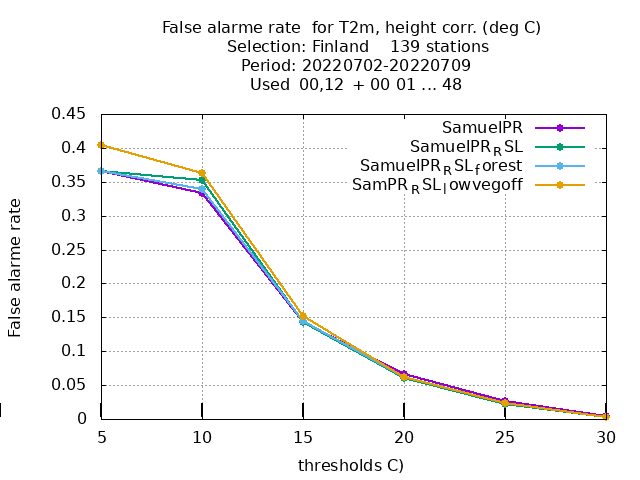 False alarme rate  for T2m, height corr. (deg C)
Selection: Finland    139 stations
Period: 20220702-20220709
Used  00,12  + 00 01 ... 48
0.45
0.4
0.35
0.3
0.25
0.2
0.15
0.1
0.05
0
False alarme rate
SamuelPR
SamuelPR_RSL
SamuelPR_RSL_forest
SamPR_RSL_lowvegoff
5 10 15 20 25 30
thresholds C)